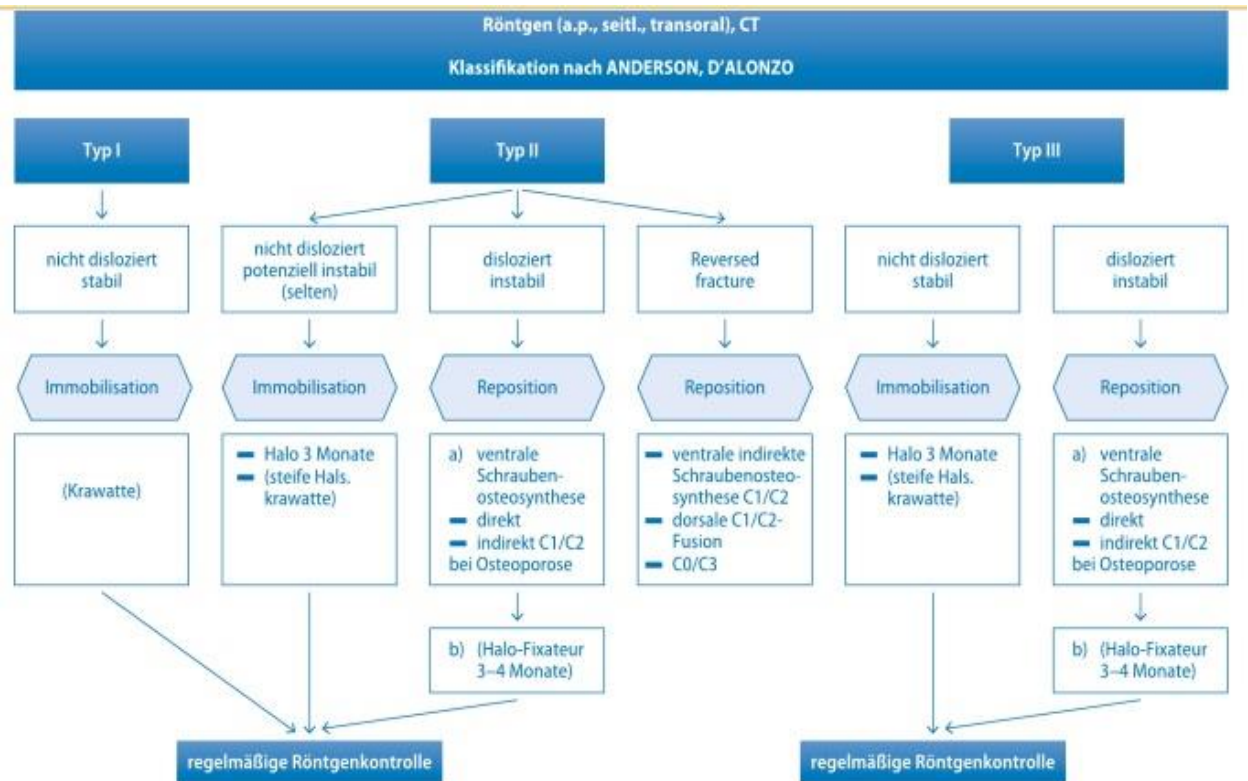 Röntgen (a.p., seitl., transoral), CT
Klassifikation nach ANDERSON, D'ALONZO
Typ I
Typ II
Typ III
nicht disloziert
stabil
nicht disloziert
potenziell instabil
(selten)
disloziert
instabil
Reversed
fracture
nicht disloziert
stabil
disloziert
instabil
Immobilisation
Immobilisation
Reposition
Reposition
Immobilisation
Reposition
(Krawatte)
Halo 3 Monate
(steife Hals.
krawatte)
a) ventrale
Schrauben-
osteosynthese
direkt
indirekt C1/C2
bei Osteoporose
ventrale indirekte
Schraubenosteo-
synthese C1/C2
dorsale C1/C2-
Fusion
C0/C3
Halo 3 Monate
(steife Hals.
krawatte)
a) ventrale
Schrauben-
osteosynthese
direkt
indirekt C1/C2
bei Osteoporose
b) (Halo-Fixateur
3–4 Monate)
b) (Halo-Fixateur
3–4 Monate)
regelmäßige Röntgenkontrolle
regelmäßige Röntgenkontrolle